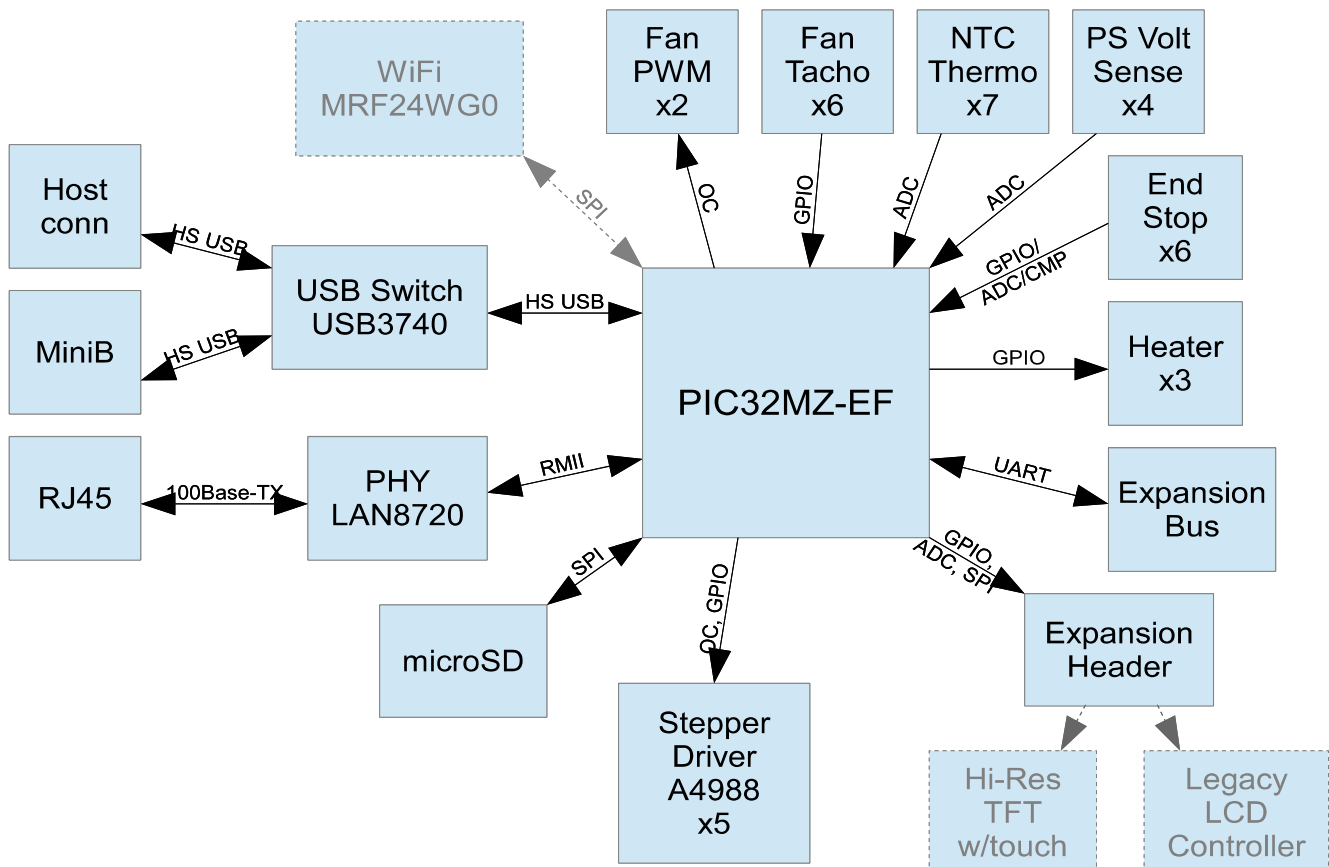 WiFi
MRF24WG0
Fan
PWM
x2
Fan
Tacho
x6
NTC
Thermo
x7
PS Volt
Sense
x4
Host
conn
HS USB
SPI
OC
GPIO
ADC
ADC
End
Stop
x6
GPIO/
ADC/CMP
USB Switch
USB3740
HS USB
MiniB
HS USB
PIC32MZ-EF
GPIO
Heater
x3
RJ45
100Base-TX
PHY
LAN8720
RMII
UART
Expansion
Bus
SPI
microSD
OC, GPIO
Stepper
Driver
A4988
x5
GPIO,
ADC, SPI
Expansion
Header
Hi-Res
TFT
w/touch
Legacy
LCD
Controller